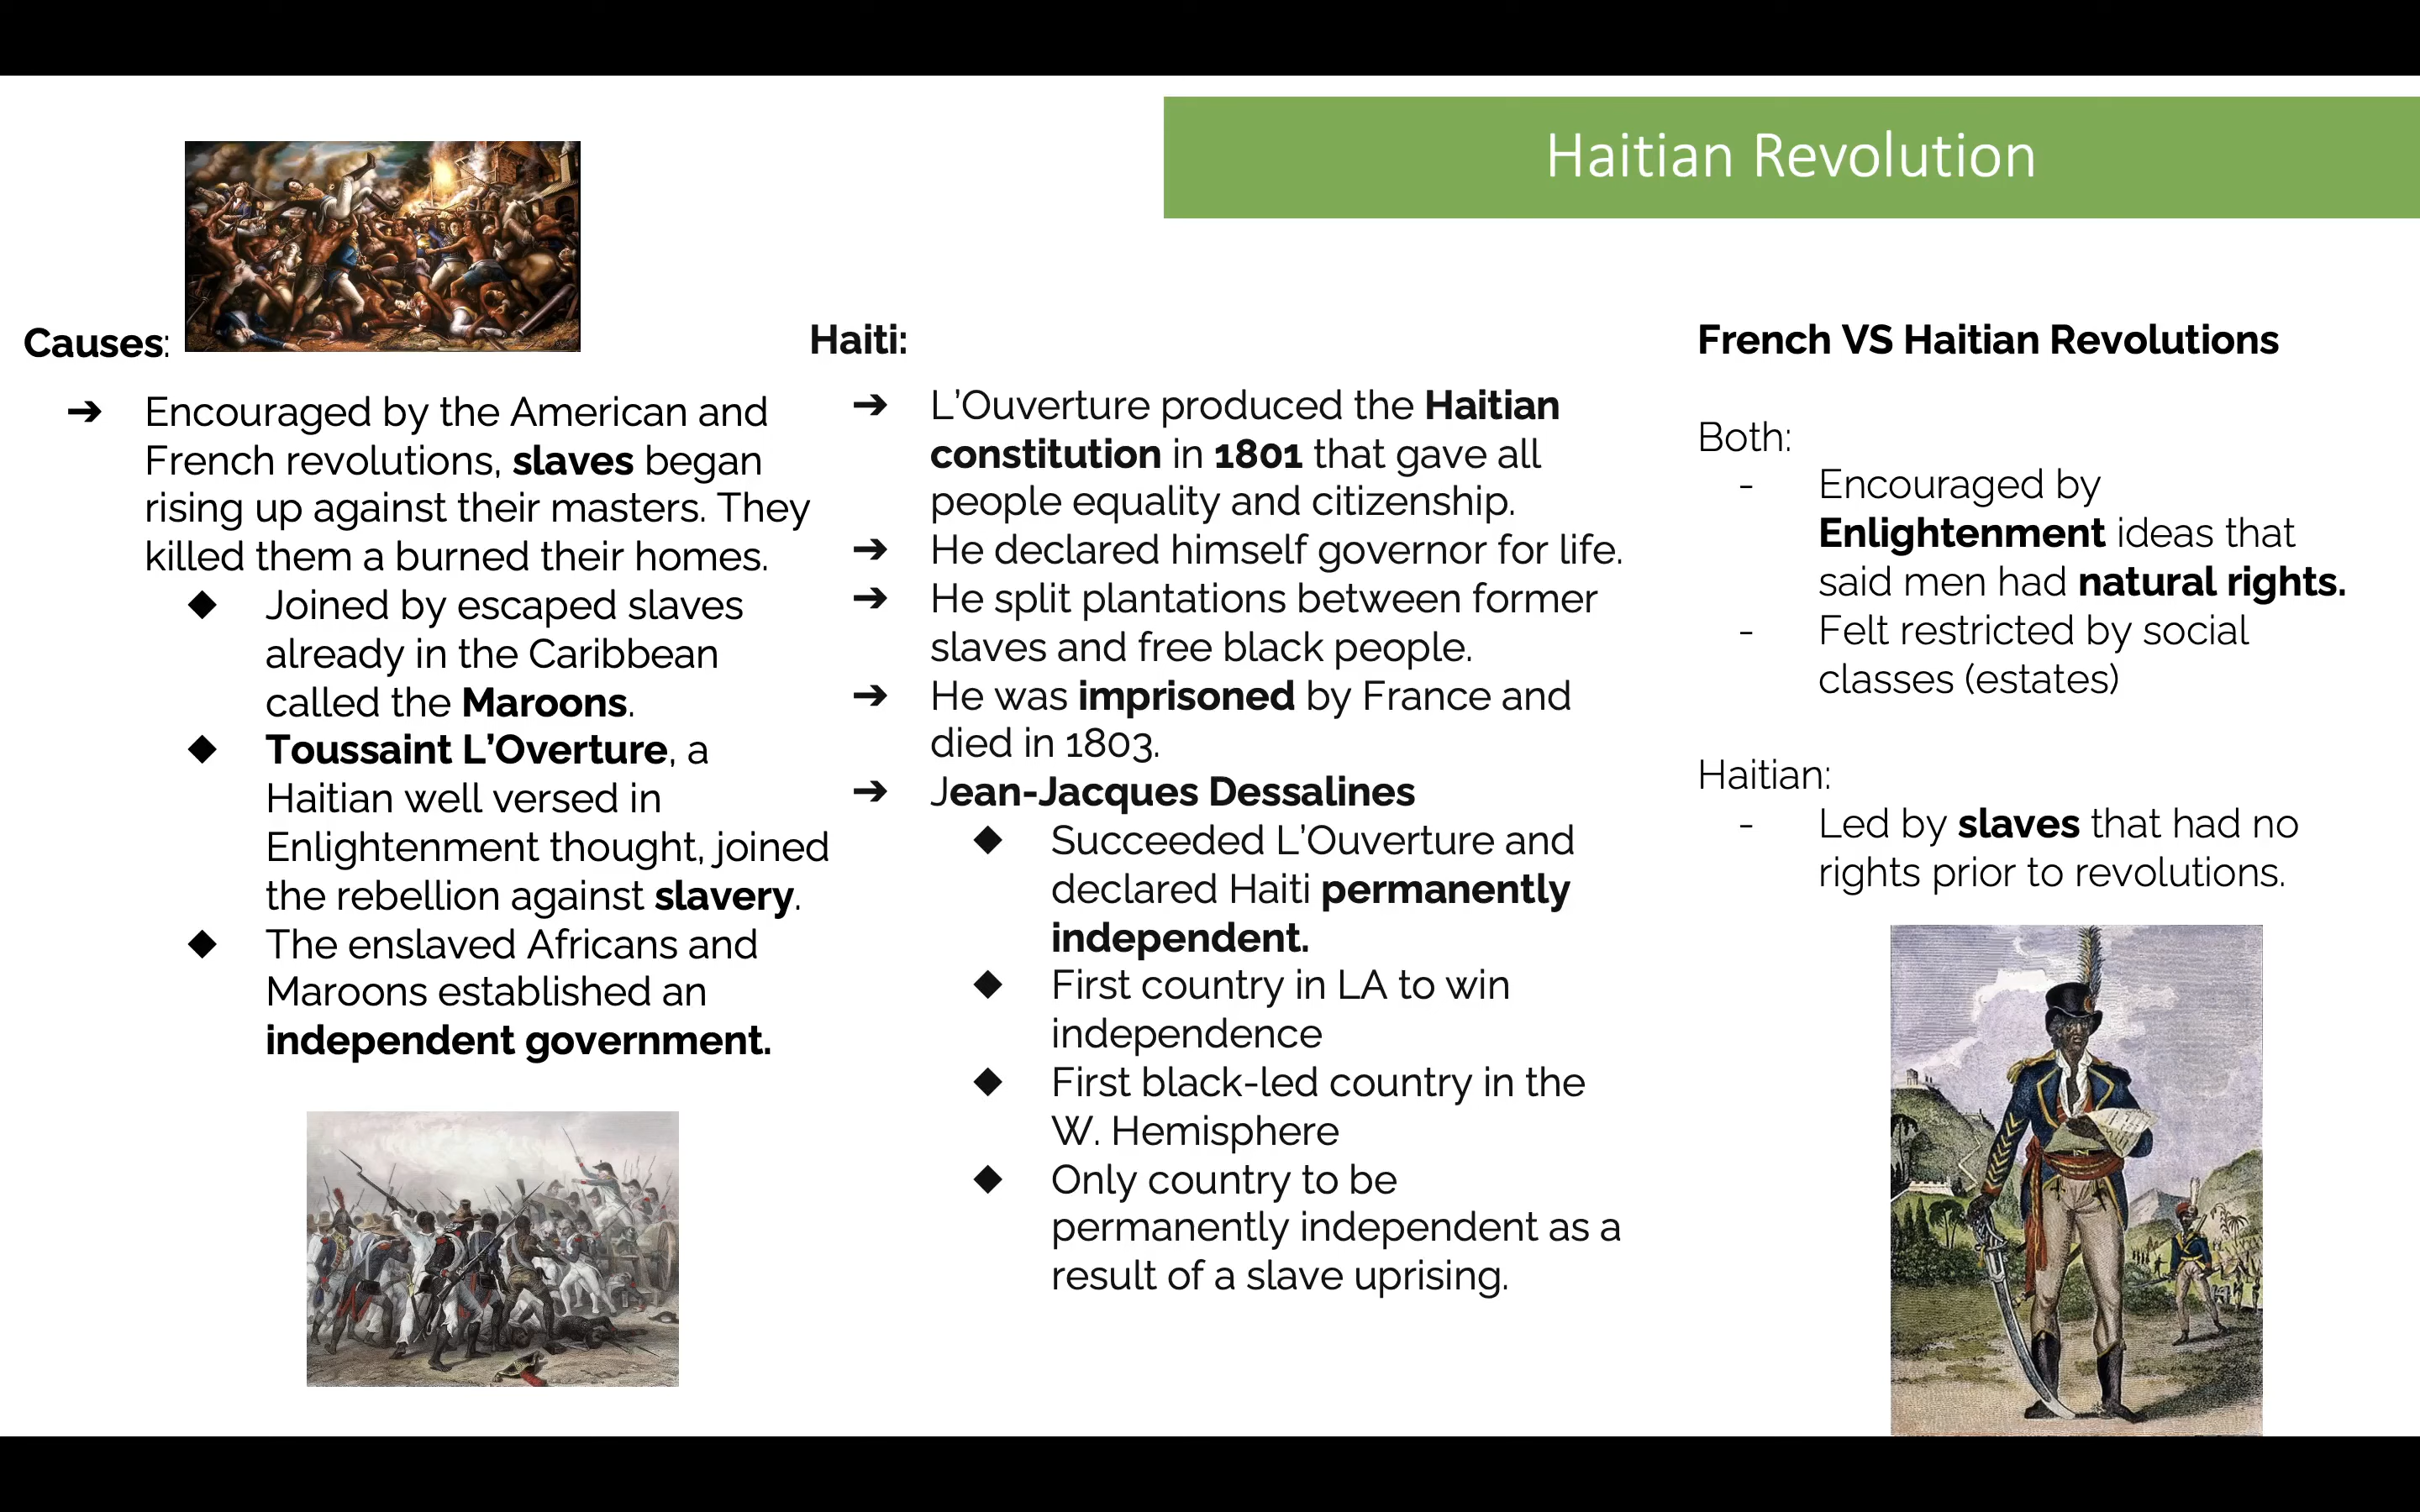 Haitian Revolution
Causes:
➔ Encouraged by the American and
French revolutions, slaves began
rising up against their masters. They
killed them a burned their homes.
◆ Joined by escaped slaves
already in the Caribbean
called the Maroons.
◆ Toussaint L’Overture, a
Haitian well versed in
Enlightenment thought, joined
the rebellion against slavery.
◆ The enslaved Africans and
Maroons established an
independent government.
Haiti:
➔ L’Ouverture produced the Haitian
constitution in 1801 that gave all
people equality and citizenship.
➔ He declared himself governor for life.
➔ He split plantations between former
slaves and free black people.
➔ He was imprisoned by France and
died in 1803.
➔ Jean-Jacques Dessalines
◆ Succeeded L’Ouverture and
declared Haiti permanently
independent.
◆ First country in LA to win
independence
◆ First black-led country in the
W. Hemisphere
◆ Only country to be
permanently independent as a
result of a slave uprising.
French VS Haitian Revolutions
Both:
- Encouraged by
Enlightenment ideas that
said men had natural rights.
- Felt restricted by social
classes (estates)
Haitian:
- Led by slaves that had no
rights prior to revolutions.